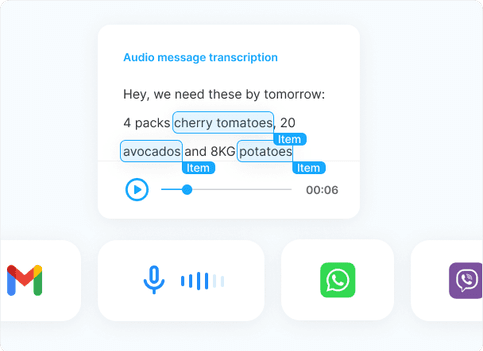 Audio message transcription
Hey, we need these by tomorrow:
4 packs cherry tomatoes, 20
Item
avocados and 8KG potatoes
Item Item
00:06